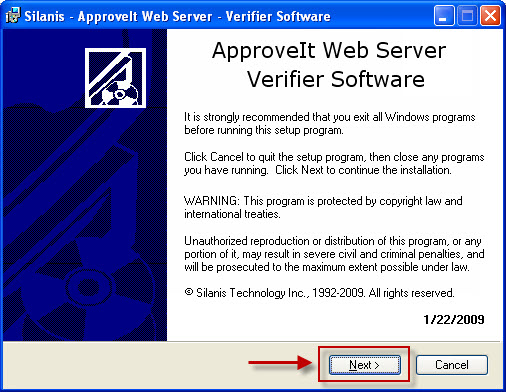 Silanis - ApproveIt Web Server - Verifier Software
ApproveIt Web Server
Verifier Software
It is strongly recommended that you exit all Windows programs
before running this setup program.
Click Cancel to quit the setup program, then close any programs
you have running. Click Next to continue the installation.
WARNING: This program is protected by copyright law and
international treaties.
Unauthorized reproduction or distribution of this program, or any
portion of it, may result in severe civil and criminal penalties, and
will be prosecuted to the maximum extent possible under law.
© Silanis Technology Inc., 1992-2009. All rights reserved.
1/22/2009
Next >
Cancel